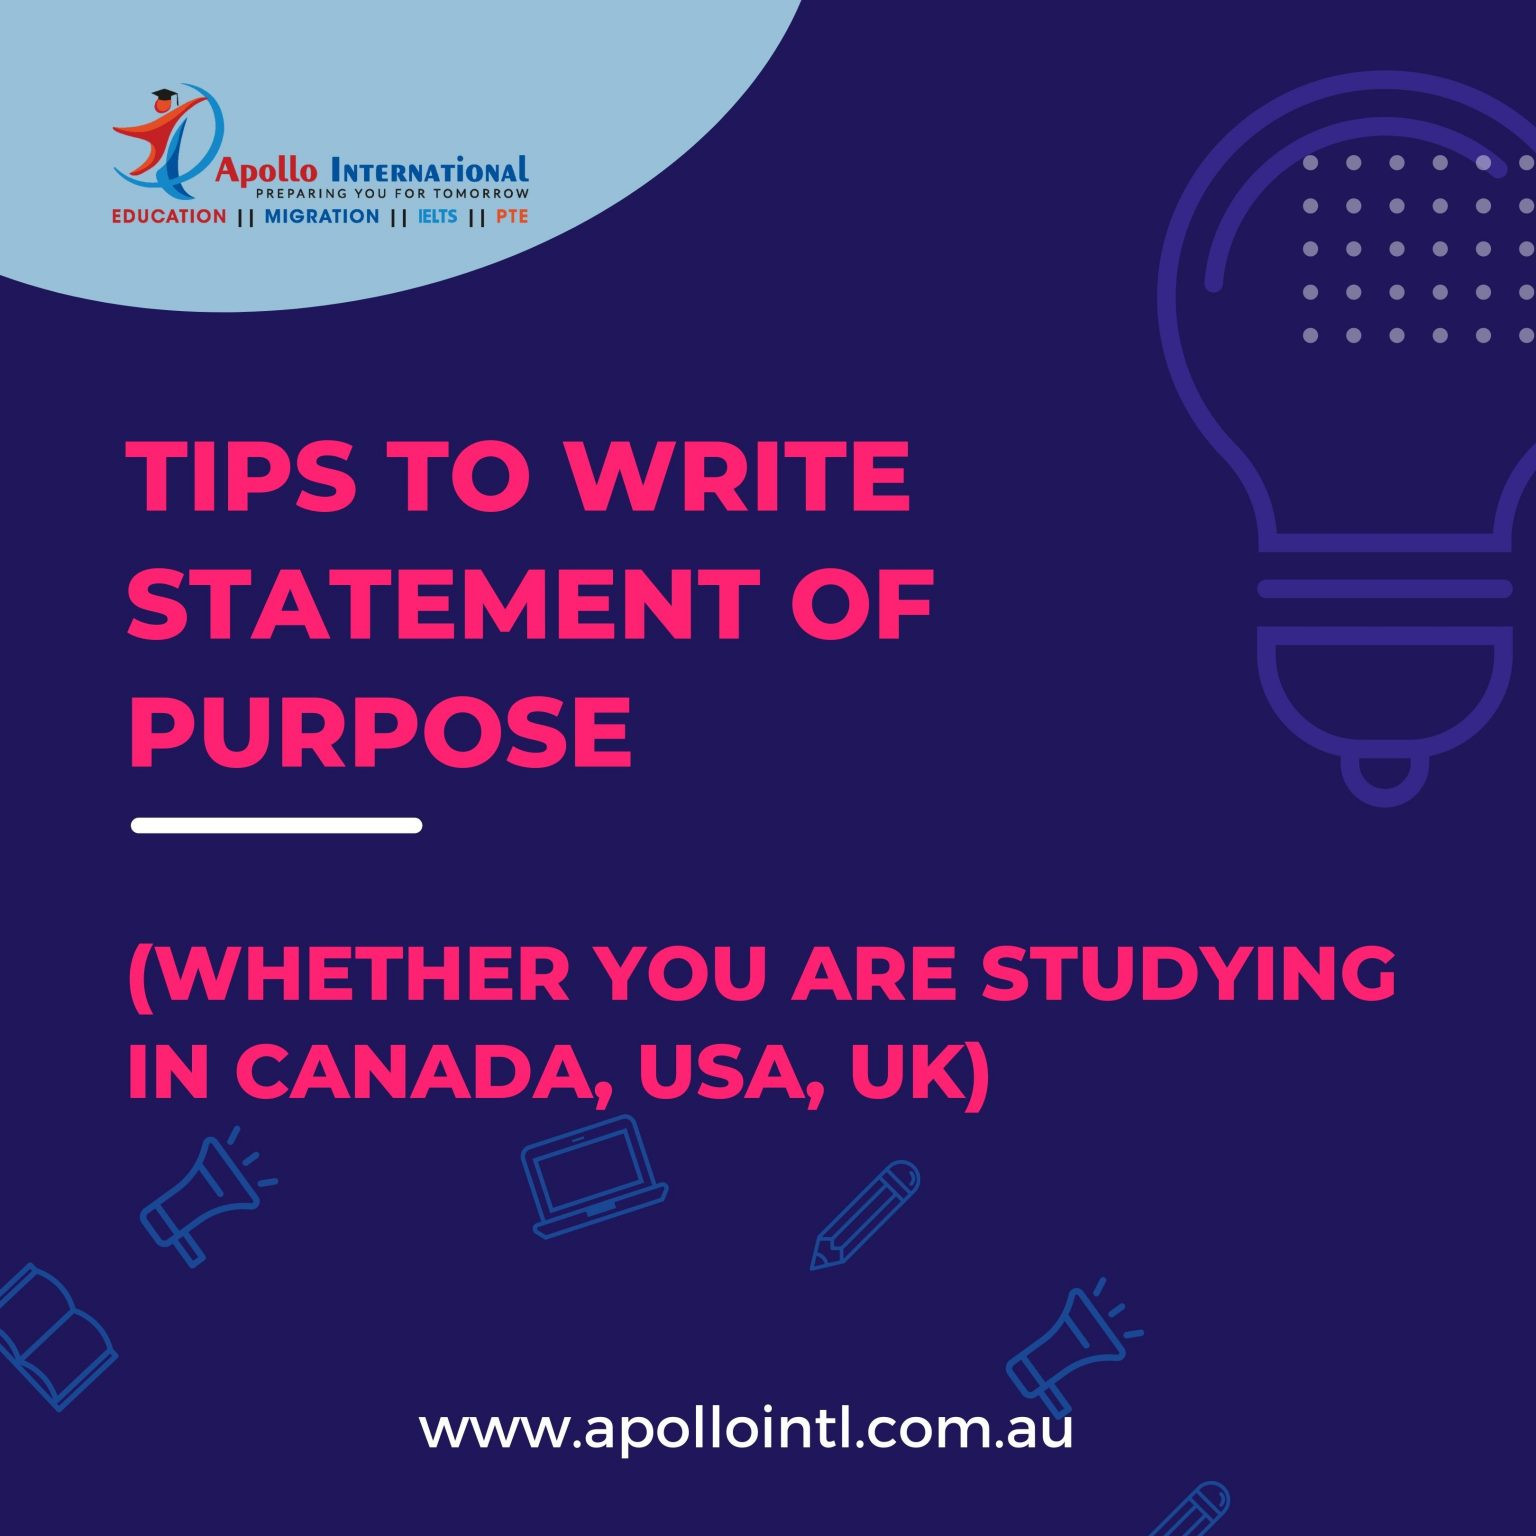 Apollo International
PREPARING YOU FOR TOMORROW
EDUCATION || MIGRATION || IELTS || PTE
TIPS TO WRITE
STATEMENT OF
PURPOSE
(WHETHER YOU ARE STUDYING
IN CANADA, USA, UK)
www.apollointl.com.au